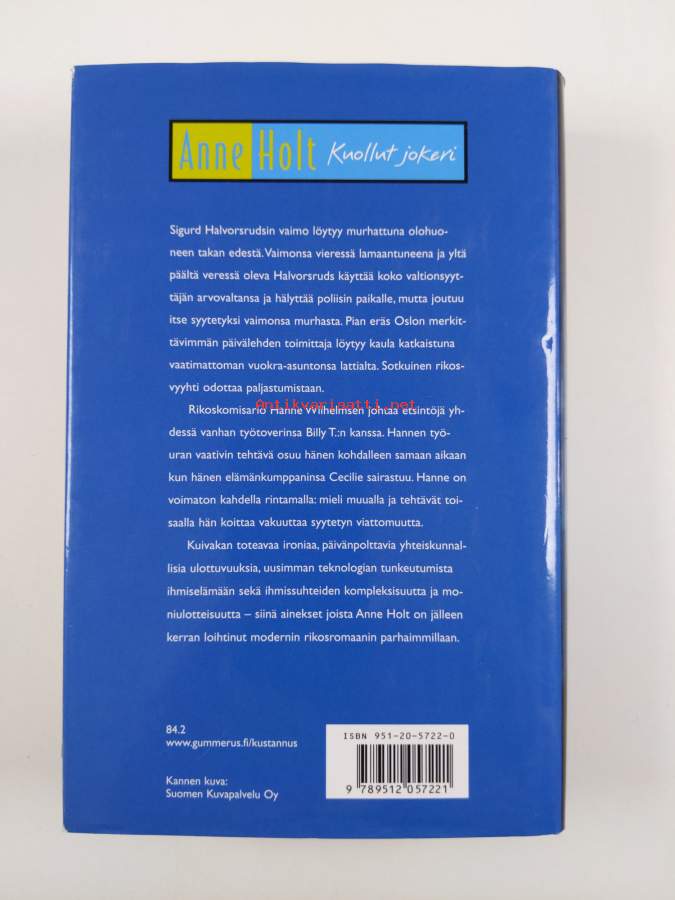 Anne Holt Kuollut jokeri
Sigurd Halvorsrudsin vaimo löytyy murhattuna olohuo-
neen takan edestä. Vaimonsa vieressä lamaantuneena ja yltä
päältä veressä oleva Halvorsruds käyttää koko valtionsyyt-
täjän arvovaltansa ja hälyttää poliisin paikalle, mutta joutuu
itse syytetyksi vaimonsa murhasta. Pian eräs Oslon merkit-
tävimmän päivälehden toimittaja löytyy kaula katkaistuna
vaatimattoman vuokra-asuntonsa lattialta. Sotkuinen rikos-
vyyhti odottaa paljastumistaan.
Antikvariaatti.net
Rikoskomisario Hanne Wilhelmsen johtaa etsintöjä yh-
dessä vanhan työtoverinsa Billy T.:n kanssa. Hannen työ-
uran vaativin tehtävä osuu hänen kohdalleen samaan aikaan
kun hänen elämänkumppaninsa Cecilie sairastuu. Hanne on
voimaton kahdella rintamalla: mieli muualla ja tehtävät toi-
saalla hän koittaa vakuuttaa syytetyn viattomuutta.
Kuivakan toteavaa ironiaa, päivänpolttavia yhteiskunnal-
lisia ulottuvuuksia, uusimman teknologian tunkeutumista
ihmiselämään sekä ihmissuhteiden kompleksisuutta ja mo-
niulotteisuutta – siinä ainekset joista Anne Holt on jälleen
kerran loihtinut modernin rikosromaanin parhaimmillaan.
84.2
www.gummerus.fi/kustannus
Kannen kuva:
Suomen Kuvapalvelu Oy
ISBN 951-20-5722-0
9 789512 057221